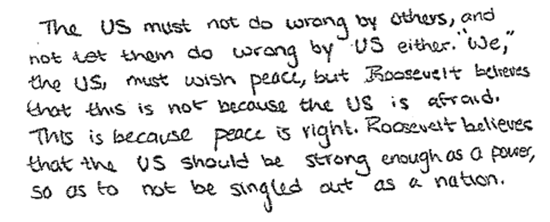 The US must not do wrong by others, and
not let them do wrong by US either. "We,"
the US, must wish peace, but Roosevelt believes
that this is not because the US is afraid.
This is because peace is right. Roosevelt believes
that the US should be strong enough as a power,
so as to not be singled out as a nation.